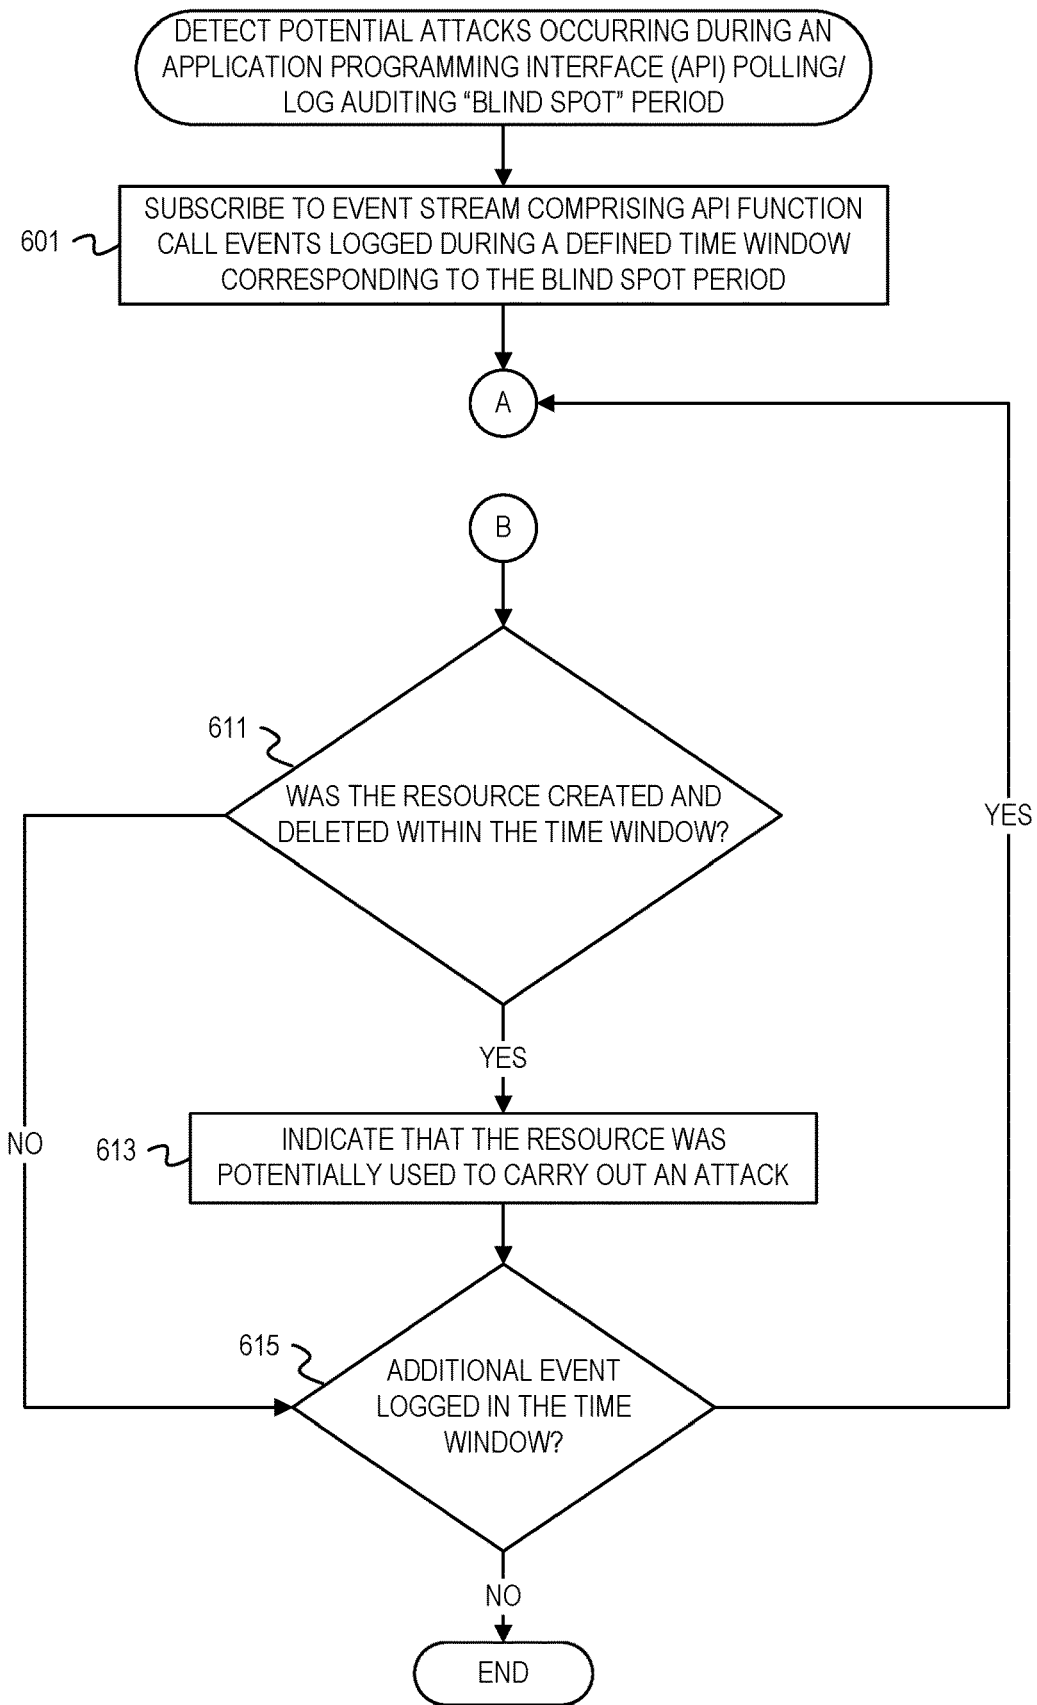 DETECT POTENTIAL ATTACKS OCCURRING DURING AN
APPLICATION PROGRAMMING INTERFACE (API) POLLING/
LOG AUDITING “BLIND SPOT” PERIOD
601
SUBSCRIBE TO EVENT STREAM COMPRISING API FUNCTION
CALL EVENTS LOGGED DURING A DEFINED TIME WINDOW
CORRESPONDING TO THE BLIND SPOT PERIOD
A
B
611
WAS THE RESOURCE CREATED AND
DELETED WITHIN THE TIME WINDOW?
YES
YES
NO
613
INDICATE THAT THE RESOURCE WAS
POTENTIALLY USED TO CARRY OUT AN ATTACK
615
ADDITIONAL EVENT
LOGGED IN THE TIME
WINDOW?
NO
END